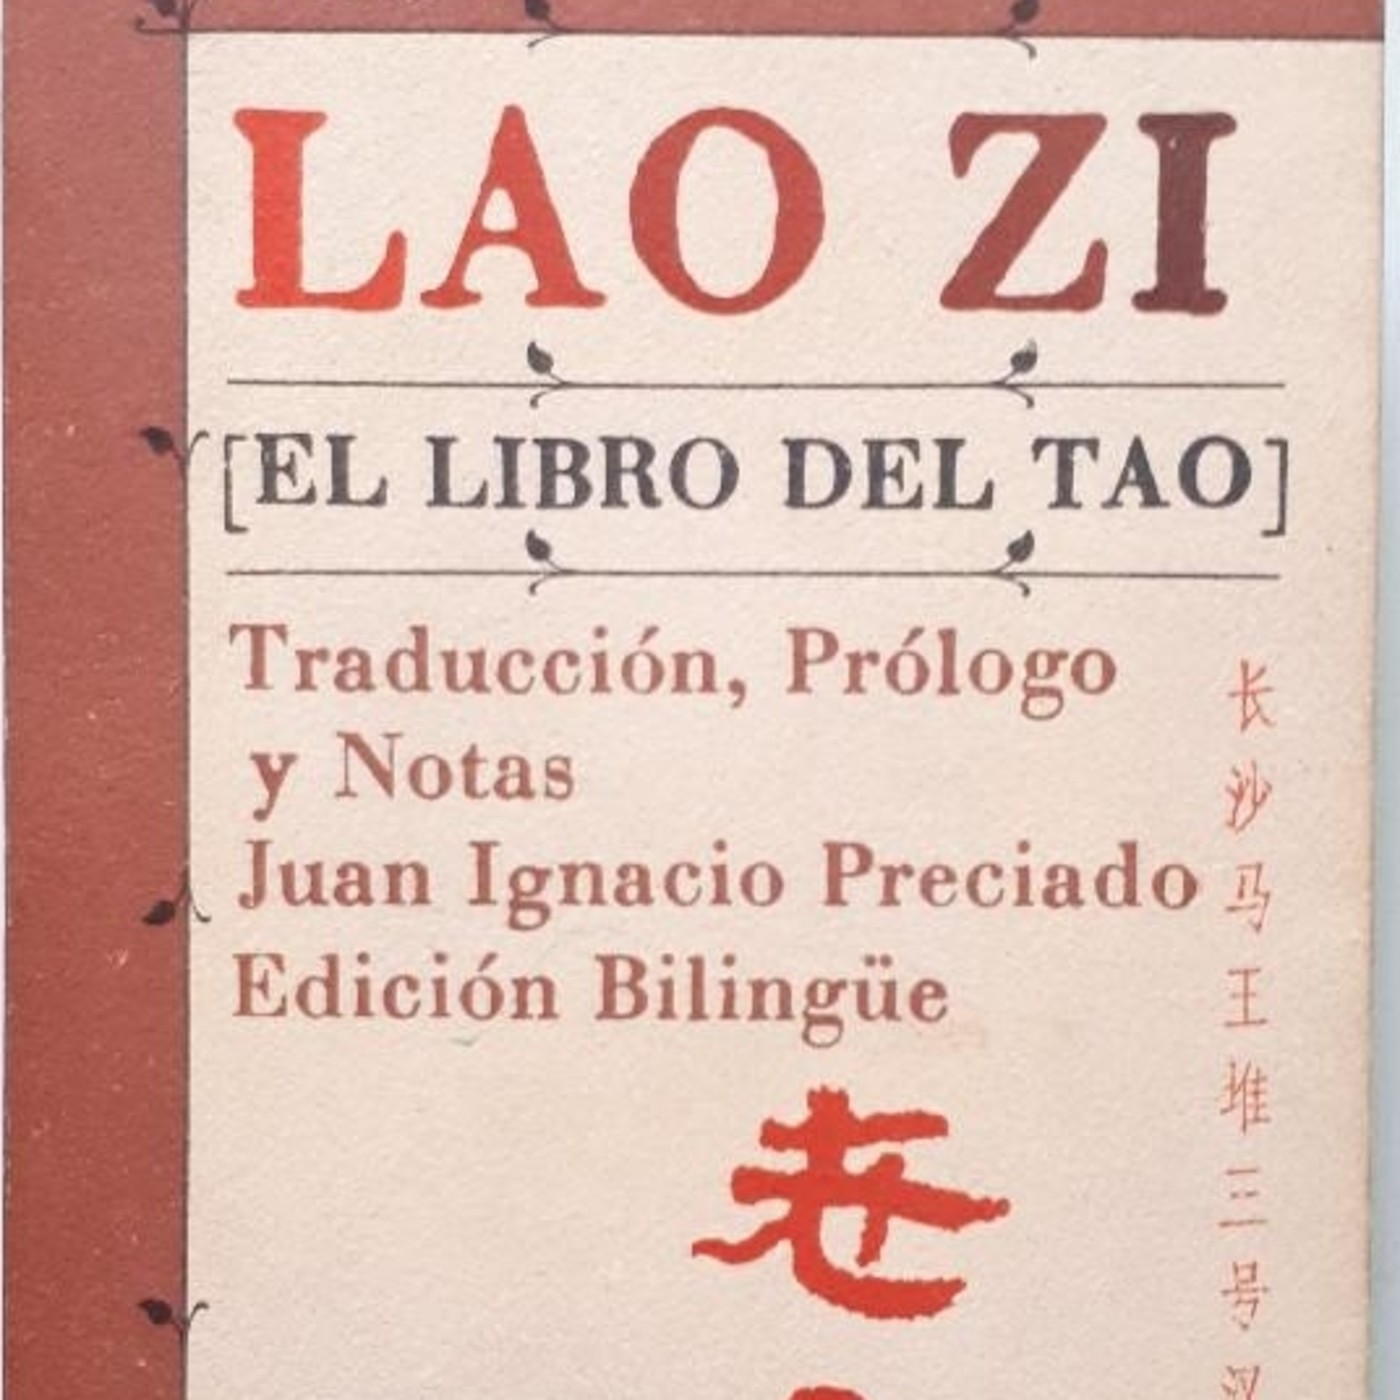 LAO ZI
[EL LIBRO DEL TAO]
Traducción, Prólogo
y Notas
Juan Ignacio Preciado
Edición Bilingüe
老
长沙马王堆三号汉